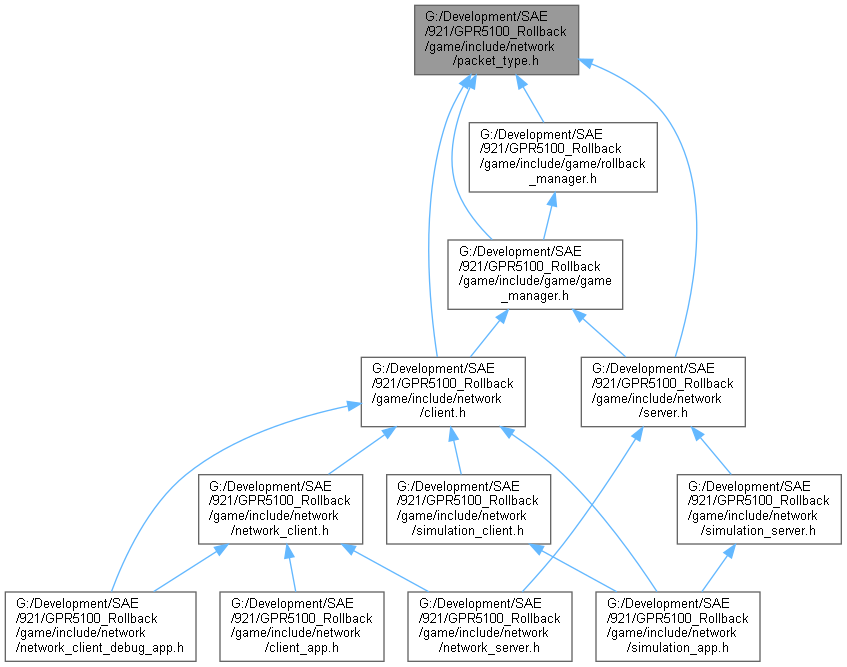 G:/Development/SAE
/921/GPR5100_Rollback
/game/include/network
/packet_type.h
G:/Development/SAE
/921/GPR5100_Rollback
/game/include/game/rollback
_manager.h
G:/Development/SAE
/921/GPR5100_Rollback
/game/include/game/game
_manager.h
G:/Development/SAE
/921/GPR5100_Rollback
/game/include/network
/client.h
G:/Development/SAE
/921/GPR5100_Rollback
/game/include/network
/server.h
G:/Development/SAE
/921/GPR5100_Rollback
/game/include/network
/network_client.h
G:/Development/SAE
/921/GPR5100_Rollback
/game/include/network
/simulation_client.h
G:/Development/SAE
/921/GPR5100_Rollback
/game/include/network
/simulation_server.h
G:/Development/SAE
/921/GPR5100_Rollback
/game/include/network
/network_client_debug_app.h
G:/Development/SAE
/921/GPR5100_Rollback
/game/include/network
/client_app.h
G:/Development/SAE
/921/GPR5100_Rollback
/game/include/network
/network_server.h
G:/Development/SAE
/921/GPR5100_Rollback
/game/include/network
/simulation_app.h